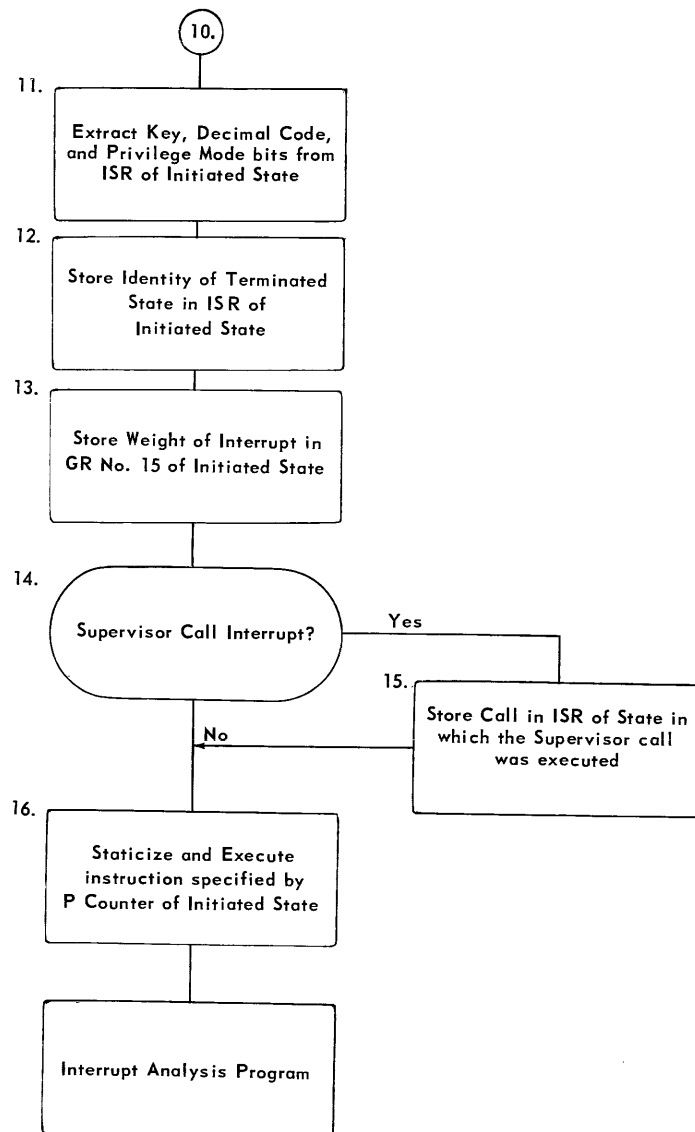 10.
11.
Extract Key, Decimal Code,
and Privilege Mode bits from
ISR of Initiated State
12.
Store Identity of Terminated
State in ISR of
Initiated State
13.
Store Weight of Interrupt in
GR No. 15 of Initiated State
14.
Supervisor Call Interrupt?
Yes
15.
Store Call in ISR of State in
which the Supervisor call
was executed
No
16.
Staticize and Execute
instruction specified by
P Counter of Initiated State
Interrupt Analysis Program